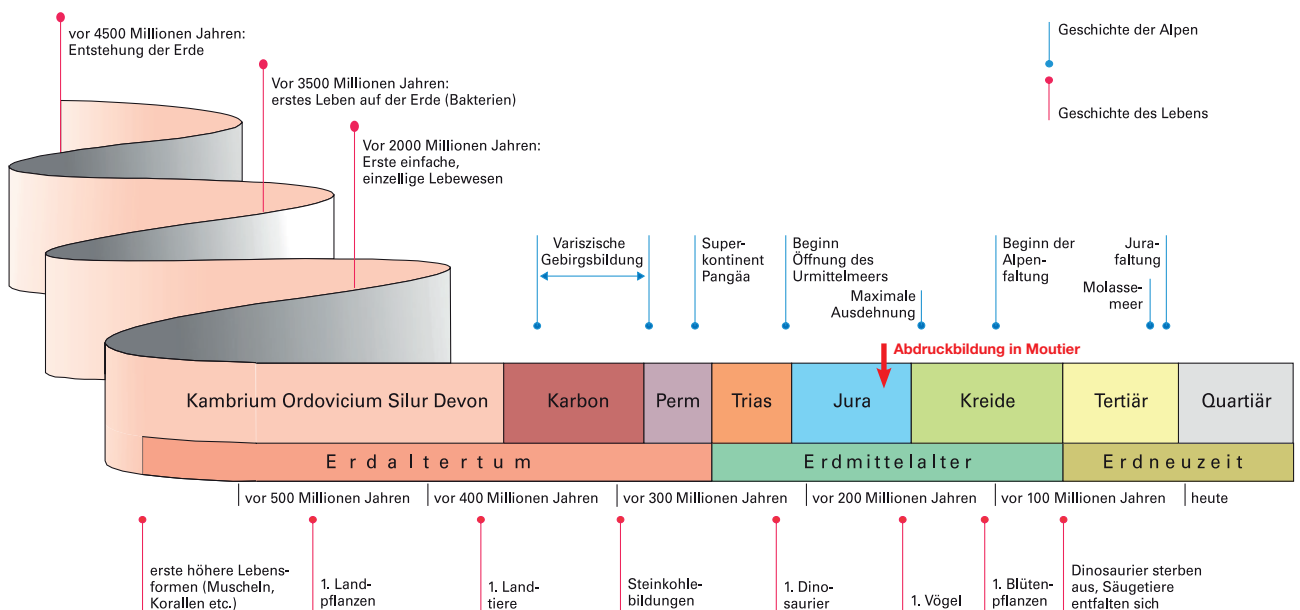 vor 4500 Millionen Jahren:
Entstehung der Erde
Vor 3500 Millionen Jahren:
erstes Leben auf der Erde (Bakterien)
Vor 2000 Millionen Jahren:
Erste einfache,
einzellige Lebewesen
Geschichte der Alpen
Geschichte des Lebens
Variszische
Gebirgsbildung
Super-
kontinent
Pangäa
Beginn
Öffnung des
Urmittelmeers
Maximale
Ausdehnung
Beginn der
Alpen-
faltung
Jura-
faltung
Molasse-
meer
Abdruckbildung in Moutier
Kambrium Ordovicium Silur Devon
Karbon
Perm
Trias
Jura
Kreide
Tertiär
Quartiär
Erdaltertum
Erdmittelalter
Erdneuzeit
vor 500 Millionen Jahren
vor 400 Millionen Jahren
vor 300 Millionen Jahren
vor 200 Millionen Jahren
vor 100 Millionen Jahren
heute
erste höhere Lebens-
formen (Muscheln,
Korallen etc.)
1. Land-
pflanzen
1. Land-
tiere
Steinkohle-
bildungen
1. Dino-
saurier
1. Vögel
1. Blüten-
pflanzen
Dinosaurier sterben
aus, Säugetiere
entfalten sich